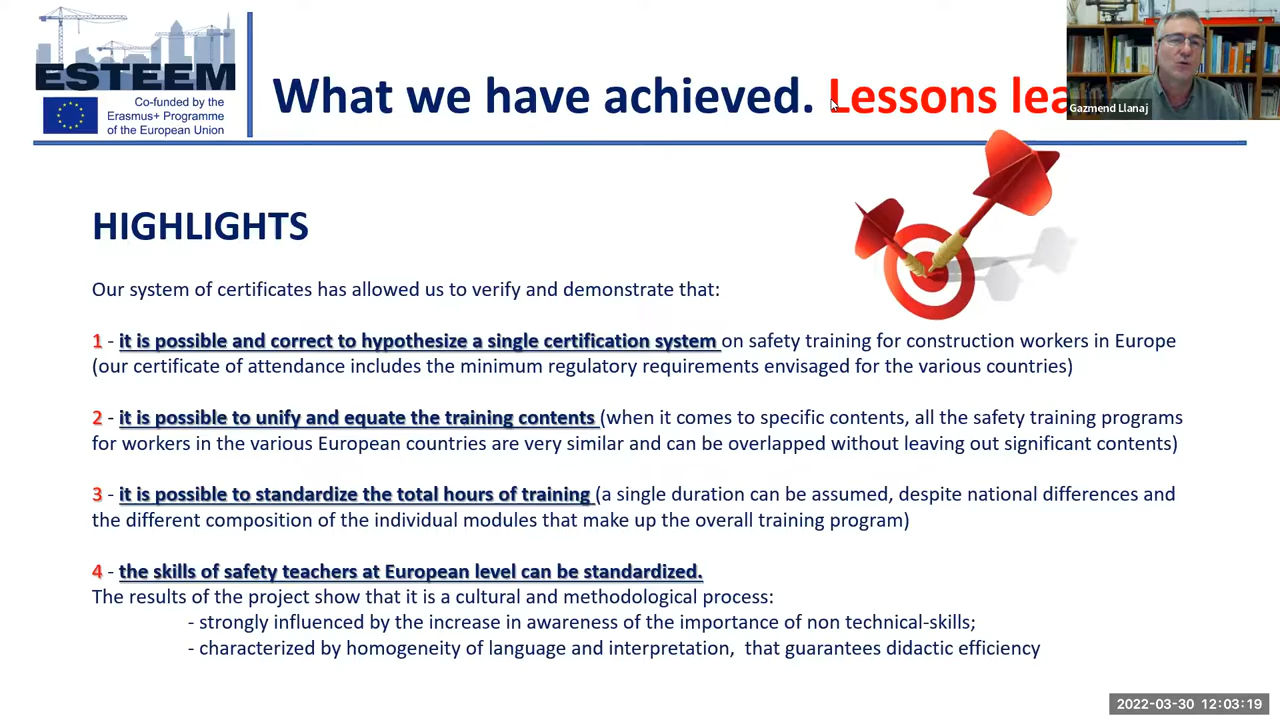 ESTEEM
Co-funded by the
Erasmus+ Programme
of the European Union
What we have achieved. Lessons lea
Gazmend Llanaj
HIGHLIGHTS
Our system of certificates has allowed us to verify and demonstrate that:
1 - it is possible and correct to hypothesize a single certification system on safety training for construction workers in Europe
(our certificate of attendance includes the minimum regulatory requirements envisaged for the various countries)
2 - it is possible to unify and equate the training contents (when it comes to specific contents, all the safety training programs
for workers in the various European countries are very similar and can be overlapped without leaving out significant contents)
3 - it is possible to standardize the total hours of training (a single duration can be assumed, despite national differences and
the different composition of the individual modules that make up the overall training program)
4 - the skills of safety teachers at European level can be standardized.
The results of the project show that it is a cultural and methodological process:
- strongly influenced by the increase in awareness of the importance of non technical-skills;
- characterized by homogeneity of language and interpretation, that guarantees didactic efficiency
2022-03-30 12:03:19